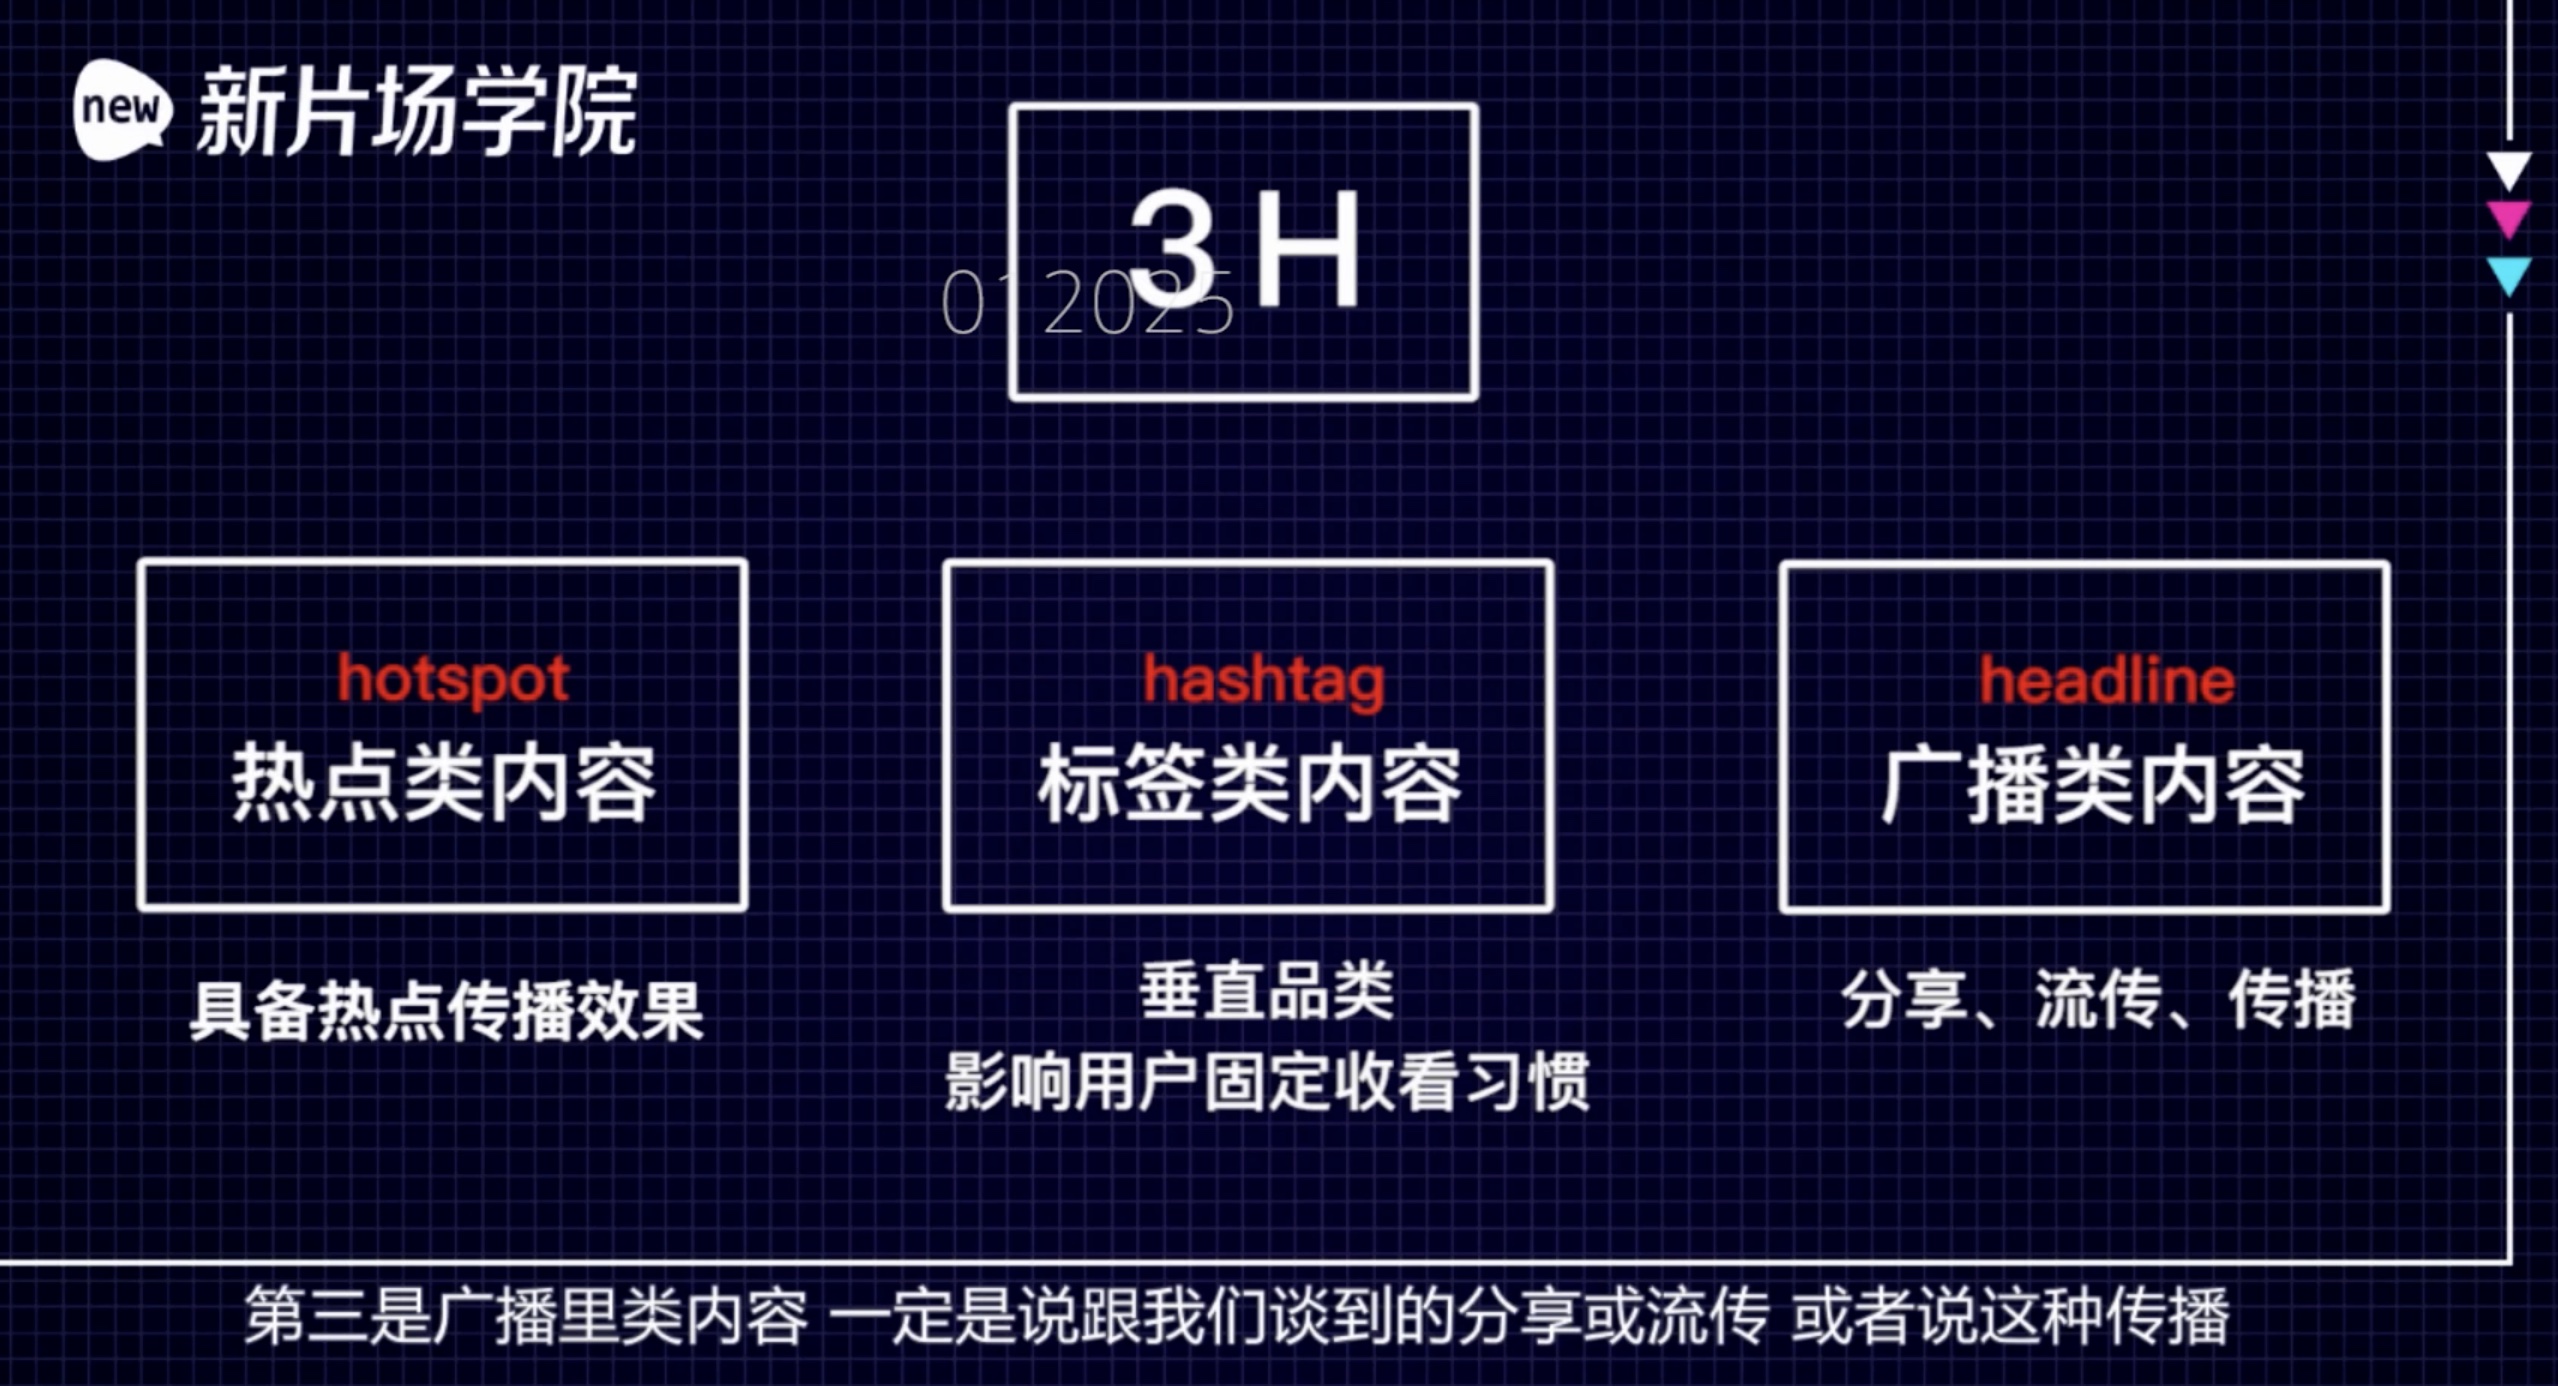 new 新片场学院
3H
012025
hotspot
热点类内容
具备热点传播效果
hashtag
标签类内容
垂直品类
影响用户固定收看习惯
headline
广播类内容
分享、流传、传播
第三是广播里类内容 一定是说跟我们谈到的分享或流传 或者说这种传播